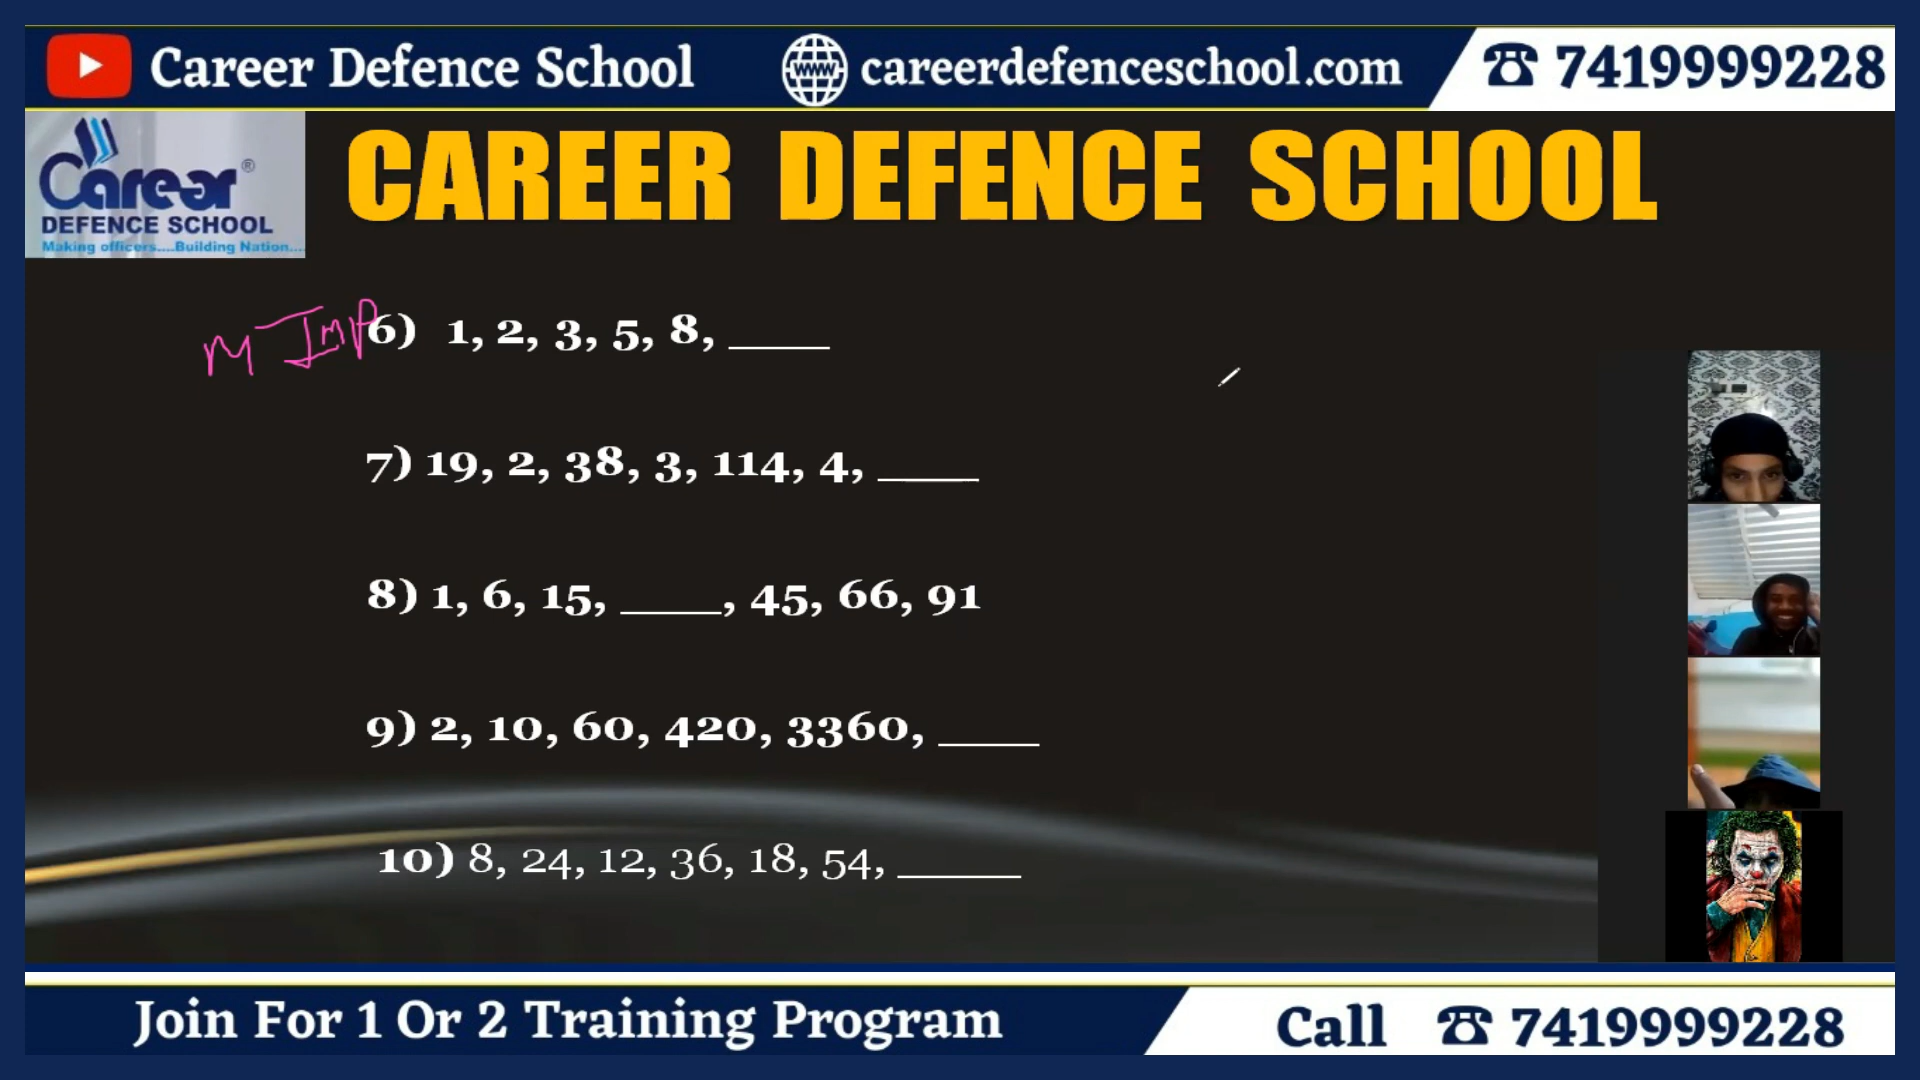 Career Defence School
www
careerdefenceschool.com
☎ 7419999228
Career®
DEFENCE SCHOOL
Making officers....Building Nation....
CAREER DEFENCE SCHOOL
M Imp
6) 1, 2, 3, 5, 8, ____
7) 19, 2, 38, 3, 114, 4, ____
8) 1, 6, 15, ____, 45, 66, 91
9) 2, 10, 60, 420, 3360, ____
10) 8, 24, 12, 36, 18, 54, _____
Join For 1 Or 2 Training Program
Call ☎ 7419999228